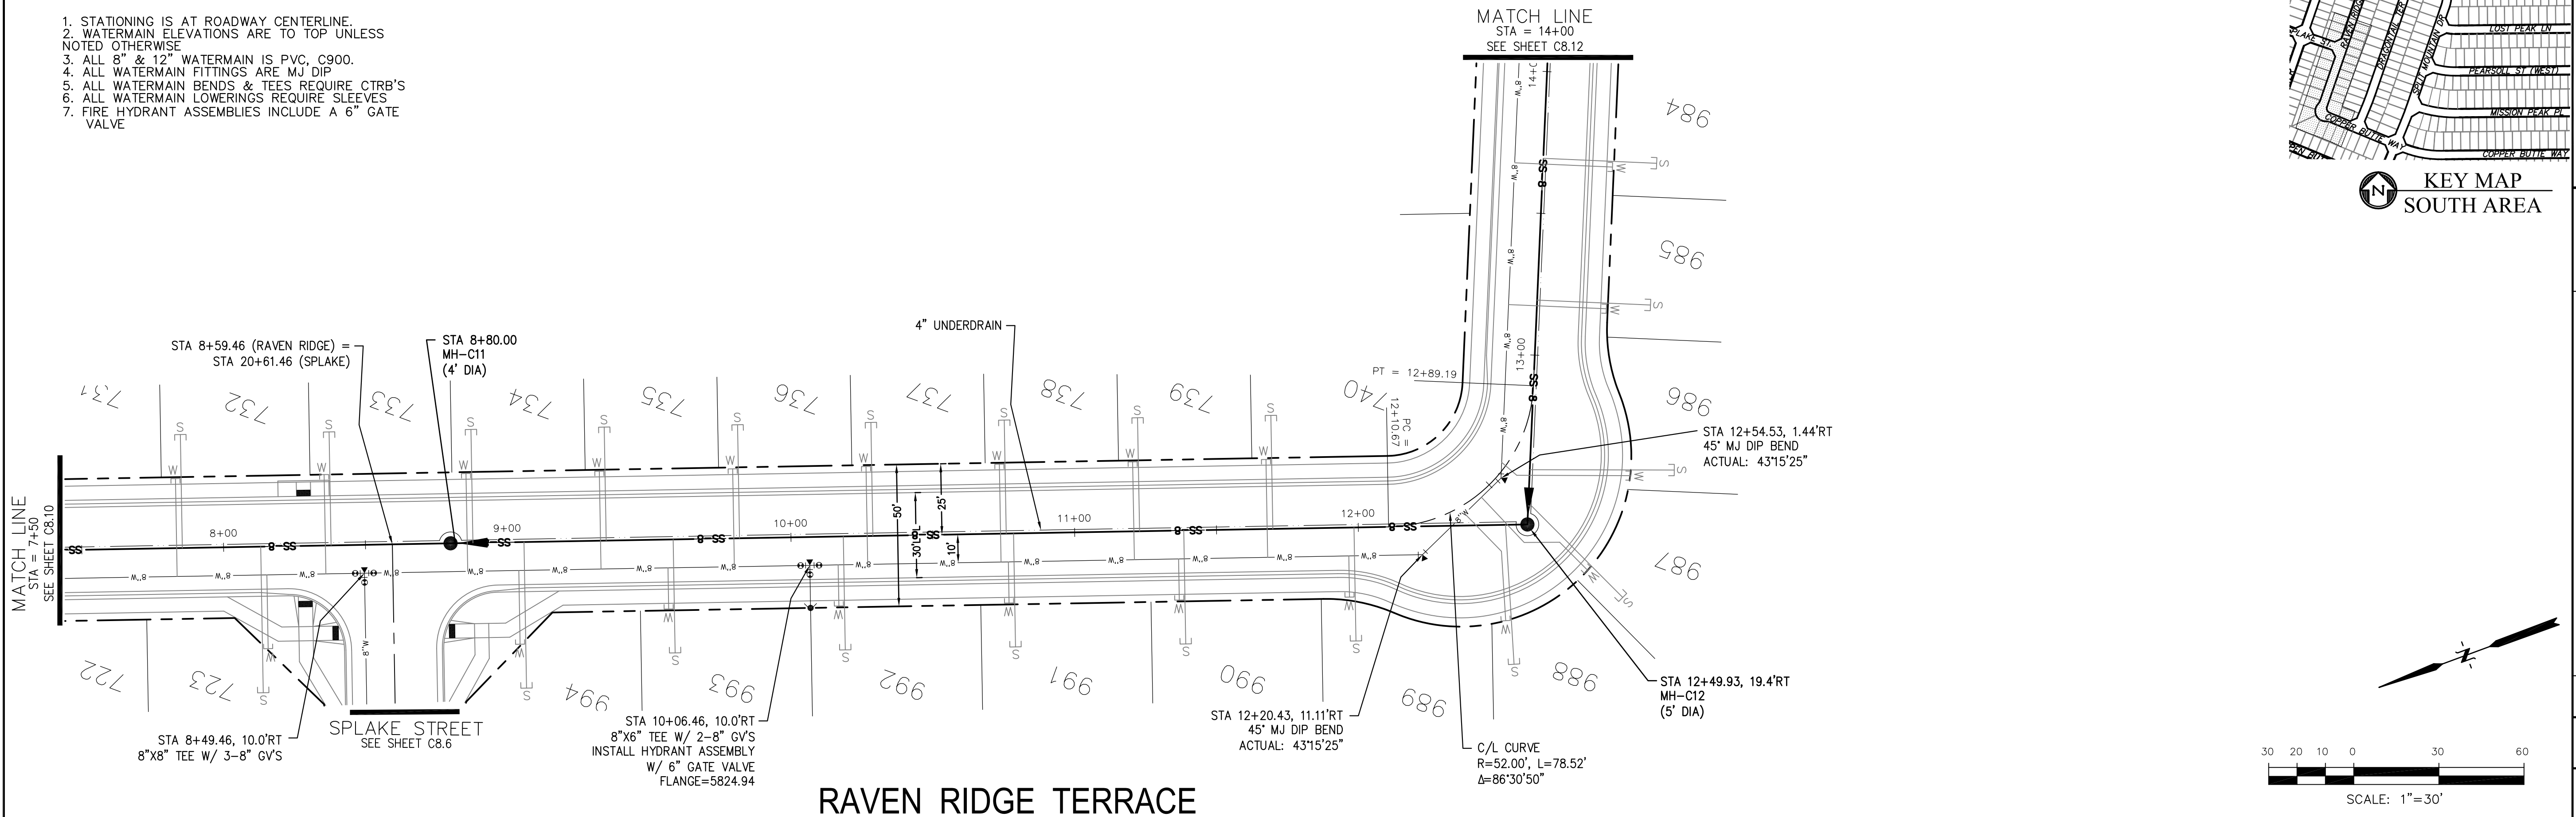 1. STATIONING IS AT ROADWAY CENTERLINE.
2. WATERMAIN ELEVATIONS ARE TO TOP UNLESS
NOTED OTHERWISE
3. ALL 8" & 12" WATERMAIN IS PVC, C900.
4. ALL WATERMAIN FITTINGS ARE MJ DIP
5. ALL WATERMAIN BENDS & TEES REQUIRE CTRB'S
6. ALL WATERMAIN LOWERINGS REQUIRE SLEEVES
7. FIRE HYDRANT ASSEMBLIES INCLUDE A 6" GATE
VALVE
MATCH LINE
STA = 14+00
SEE SHEET C8.12
LOST PEAK LN
PEARSOLL ST (WEST)
MISSION PEAK PL
COPPER BUTTE WAY
COPPER BUTTE WAY
SPLIT MOUNTAIN DR
DRAGONTAIL TER
RAVEN RIDGE
SPLAKE ST.
N
KEY MAP
SOUTH AREA
984
985
986
987
988
989
990
991
992
993
994
MATCH LINE
STA = 7+50
SEE SHEET C8.10
STA 8+59.46 (RAVEN RIDGE) =
STA 20+61.46 (SPLAKE)
STA 8+80.00
MH-C11
(4' DIA)
4" UNDERDRAIN
731
732
733
734
735
736
737
738
739
740
PC =
12+10.67
PT = 12+89.19
13+00
8+00
9+00
10+00
11+00
12+00
50'
25'
10'
STA 12+54.53, 1.44'RT
45° MJ DIP BEND
ACTUAL: 43°15'25"
722
723
SPLAKE STREET
SEE SHEET C8.6
STA 8+49.46, 10.0'RT
8"X8" TEE W/ 3-8" GV'S
STA 10+06.46, 10.0'RT
8"X6" TEE W/ 2-8" GV'S
INSTALL HYDRANT ASSEMBLY
W/ 6" GATE VALVE
FLANGE=5824.94
STA 12+20.43, 11.11'RT
45° MJ DIP BEND
ACTUAL: 43°15'25"
C/L CURVE
R=52.00', L=78.52'
Δ=86°30'50"
STA 12+49.93, 19.4'RT
MH-C12
(5' DIA)
RAVEN RIDGE TERRACE
N
30 20 10 0 30 60
SCALE: 1"=30'